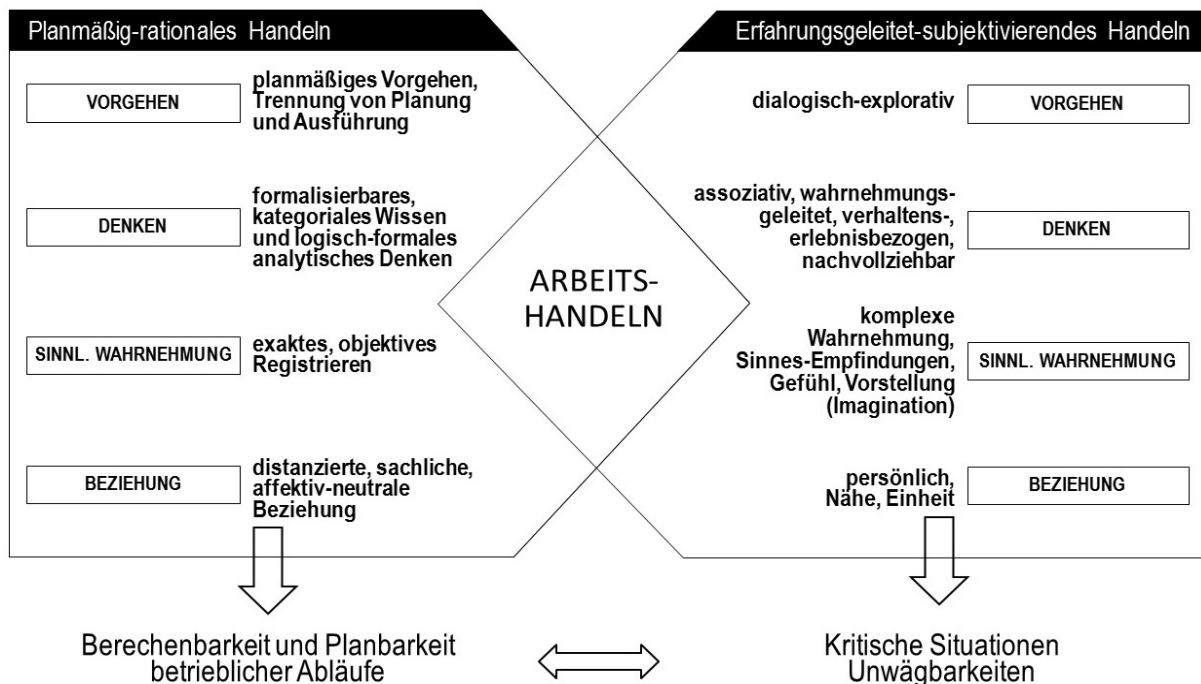 Planmäßig-rationales Handeln
VORGEHEN
planmäßiges Vorgehen,
Trennung von Planung
und Ausführung
DENKEN
formalisierbares,
kategoriales Wissen
und logisch-formales
analytisches Denken
SINNL. WAHRNEHMUNG
exaktes, objektives
Registrieren
BEZIEHUNG
distanzierte, sachliche,
affektiv-neutrale
Beziehung
ARBEITS-
HANDELN
Erfahrungsgeleitet-subjektivierendes Handeln
dialogisch-explorativ
VORGEHEN
assoziativ, wahrnehmungs-
geleitet, verhaltens-,
erlebnisbezogen,
nachvollziehbar
DENKEN
komplexe
Wahrnehmung,
Sinnes-Empfindungen,
Gefühl, Vorstellung
(Imagination)
SINNL. WAHRNEHMUNG
persönlich,
Nähe, Einheit
BEZIEHUNG
Berechenbarkeit und Planbarkeit
betrieblicher Abläufe
Kritische Situationen
Unwägbarkeiten